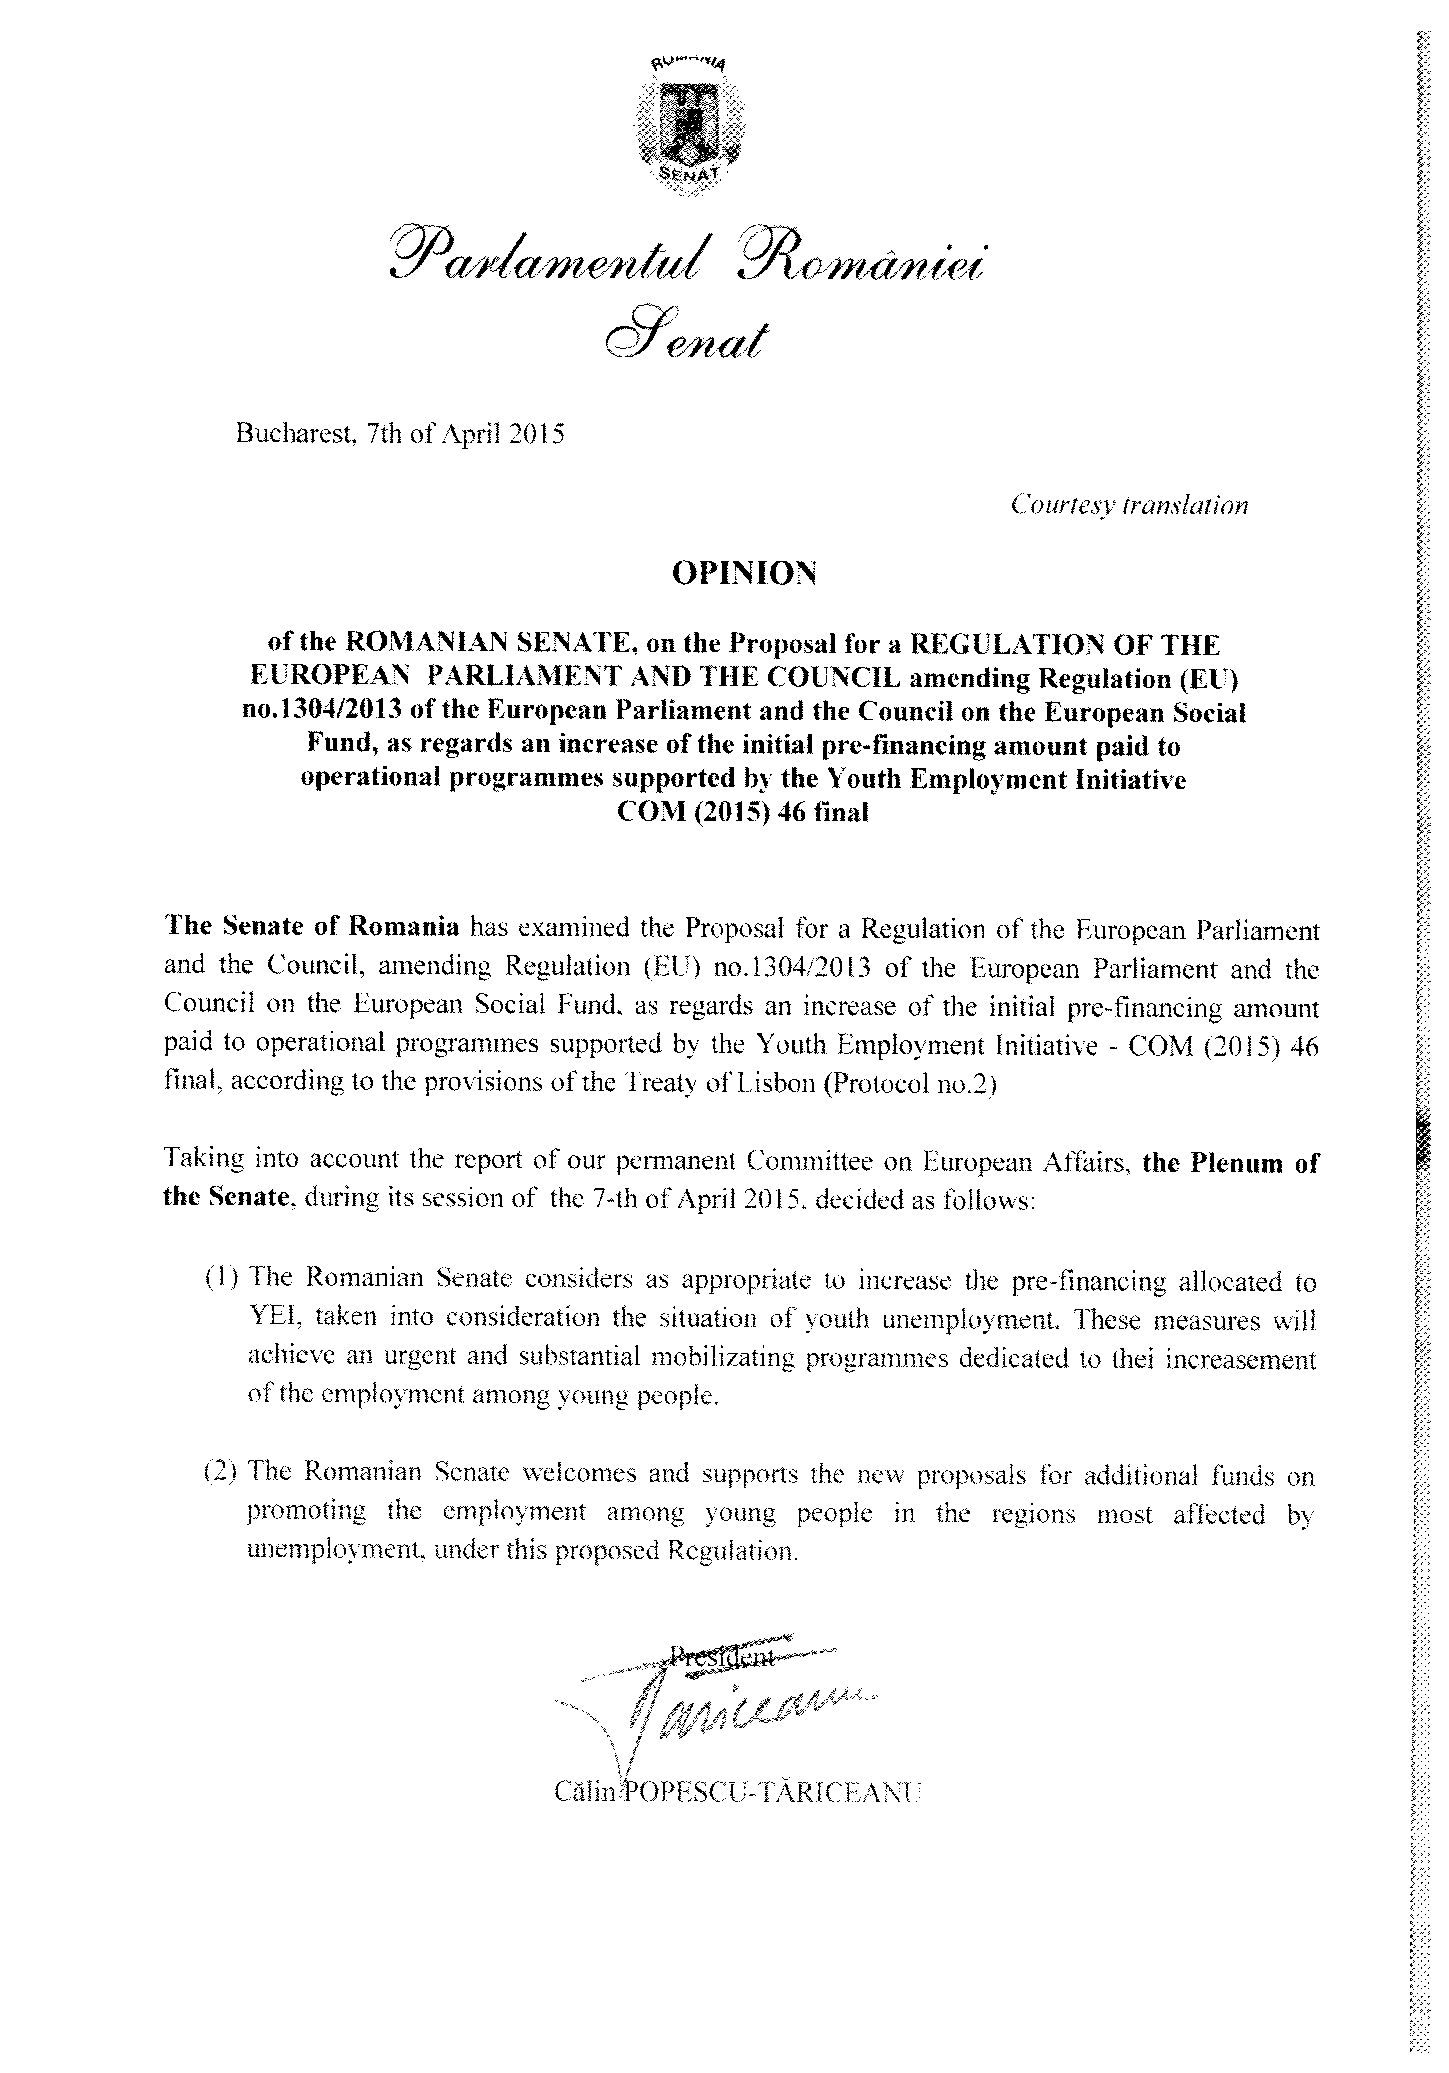 ROMANIA
SENAT
Parlamentul României
Senat
Bucharest, 7th of April 2015
Courtesy translation
OPINION
of the ROMANIAN SENATE, on the Proposal for a REGULATION OF THE
EUROPEAN PARLIAMENT AND THE COUNCIL amending Regulation (EU)
no.1304/2013 of the European Parliament and the Council on the European Social
Fund, as regards an increase of the initial pre-financing amount paid to
operational programmes supported by the Youth Employment Initiative
COM (2015) 46 final
The Senate of Romania has examined the Proposal for a Regulation of the European Parliament
and the Council, amending Regulation (EU) no.1304/2013 of the European Parliament and the
Council on the European Social Fund, as regards an increase of the initial pre-financing amount
paid to operational programmes supported by the Youth Employment Initiative - COM (2015) 46
final, according to the provisions of the Treaty of Lisbon (Protocol no.2)
Taking into account the report of our permanent Committee on European Affairs, the Plenum of
the Senate, during its session of the 7-th of April 2015, decided as follows:
(1) The Romanian Senate considers as appropriate to increase the pre-financing allocated to
YEI, taken into consideration the situation of youth unemployment. These measures will
achieve an urgent and substantial mobilizating programmes dedicated to thei increasement
of the employment among young people.
(2) The Romanian Senate welcomes and supports the new proposals for additional funds on
promoting the employment among young people in the regions most affected by
unemployment, under this proposed Regulation.
President
Tariceanu
Călin POPESCU-TĂRICEANU